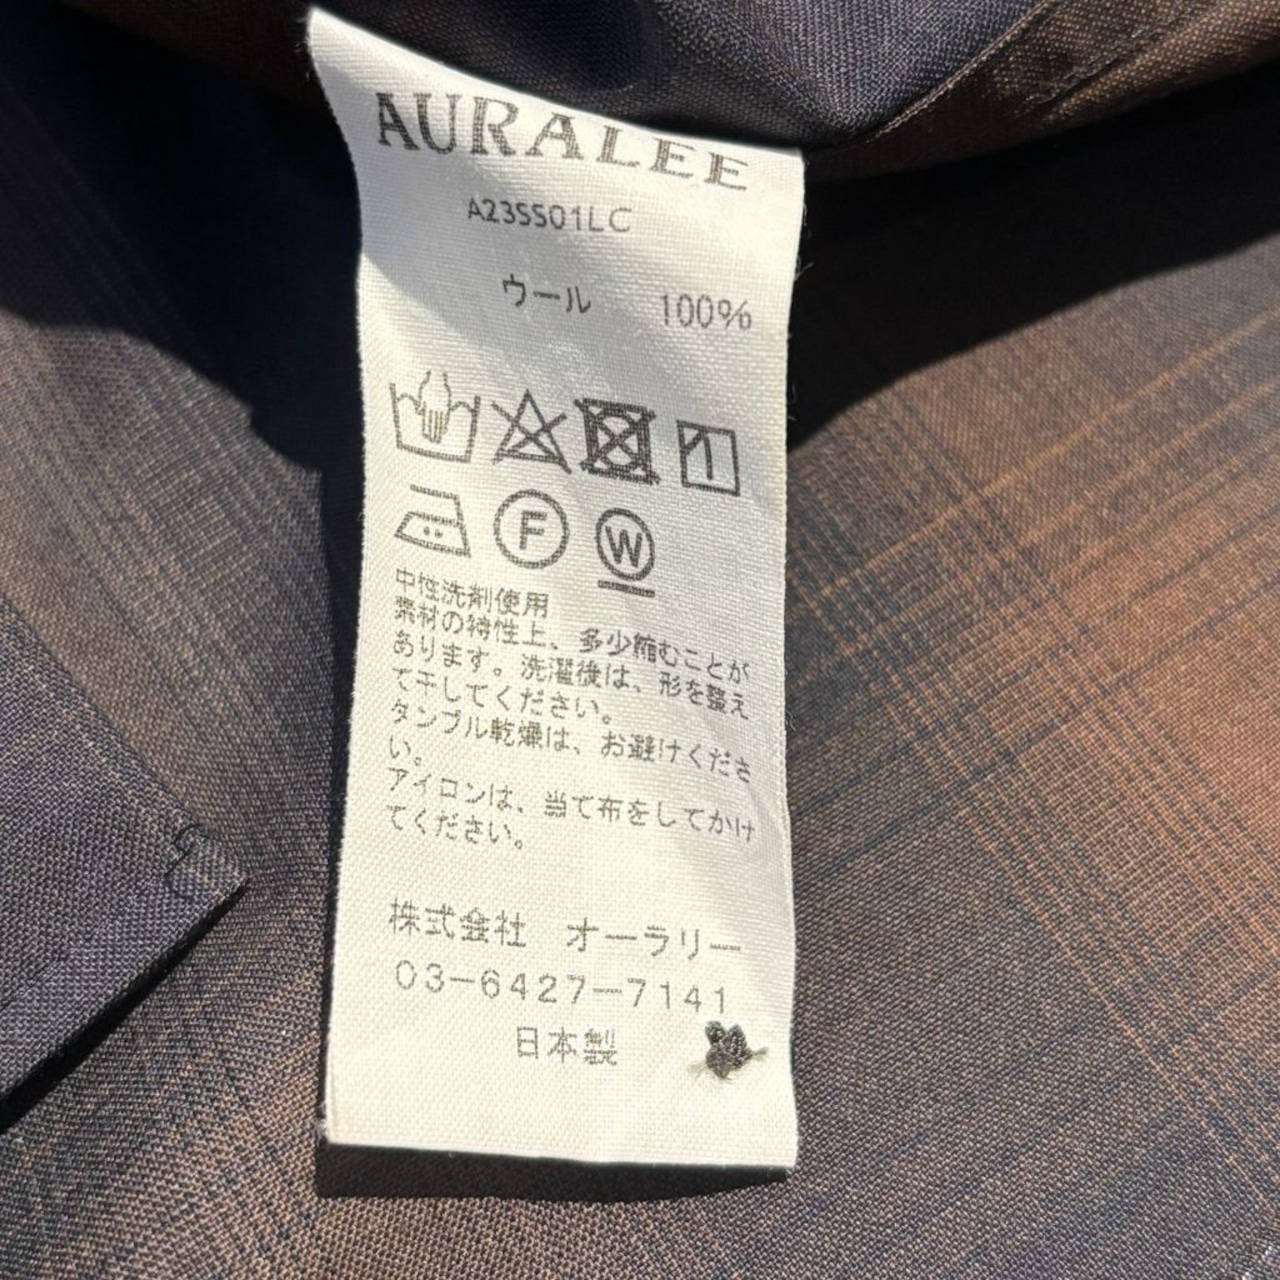 AURALEE
A23SS01LC
ウール 100%
F
W
中性洗剤使用
素材の特性上、多少縮むことが
あります。洗濯後は、形を整え
て干してください。
タンブル乾燥は、お避けくださ
い。
アイロンは、当て布をしてかけ
てください。
株式会社 オーラリー
03-6427-7141
日本製